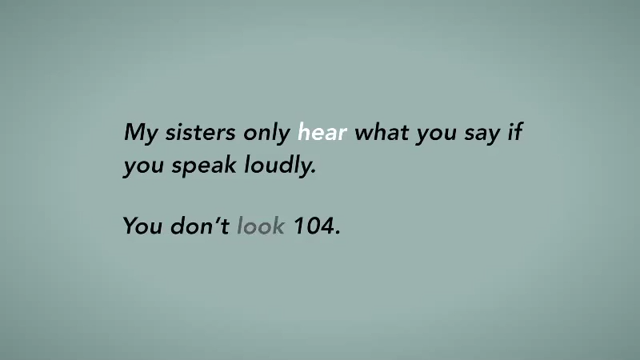 My sisters only hear what you say if
you speak loudly.
You don’t look 104.